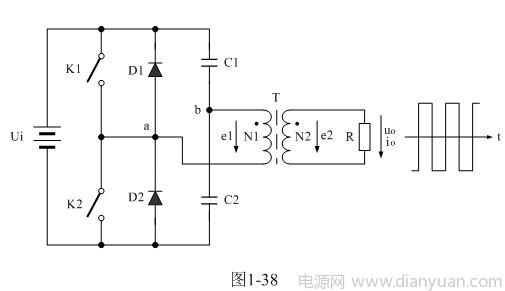 K1
D1
C1
b
T
Ui
a
e1
N1
N2
e2
R
uo
io
t
K2
D2
C2
图1-38
电源网 www.dianyuan.com